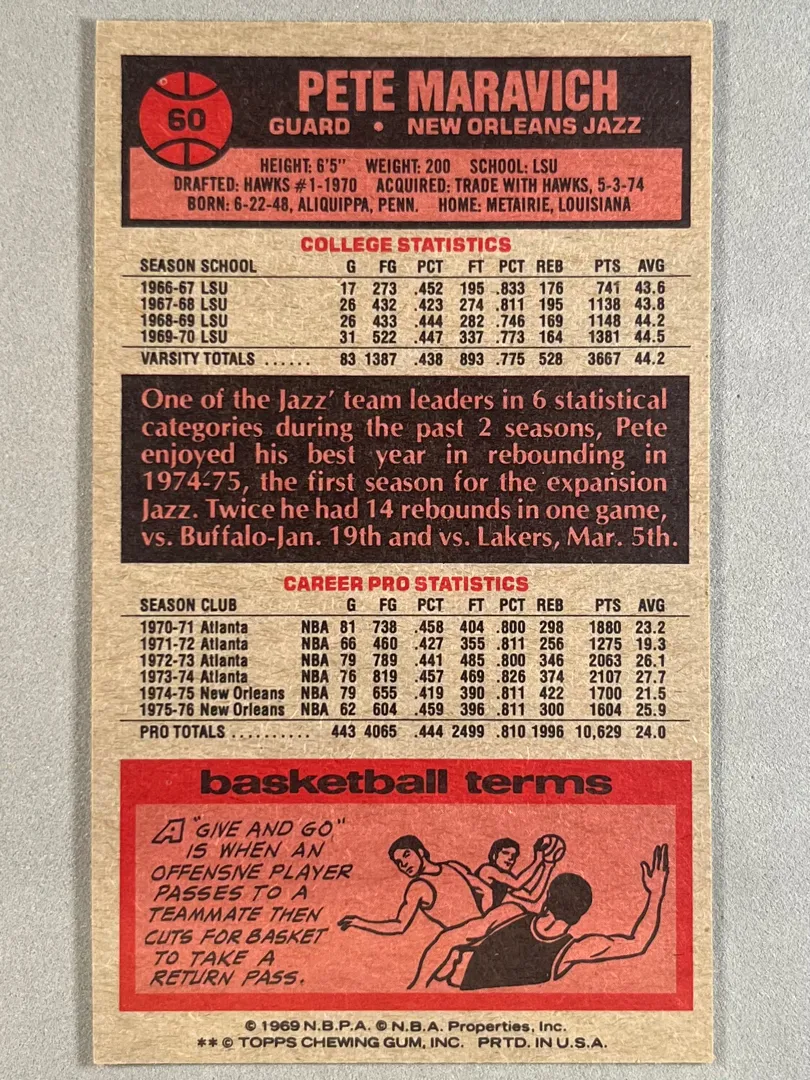 60
PETE MARAVICH
GUARD • NEW ORLEANS JAZZ
HEIGHT: 6'5" WEIGHT: 200 SCHOOL: LSU
DRAFTED: HAWKS #1-1970 ACQUIRED: TRADE WITH HAWKS, 5-3-74
BORN: 6-22-48, ALIQUIPPA, PENN. HOME: METAIRIE, LOUISIANA
COLLEGE STATISTICS
SEASON SCHOOL G FG PCT FT PCT REB PTS AVG
1966-67 LSU 17 273 .452 195 .833 176 741 43.6
1967-68 LSU 26 432 .423 274 .811 195 1138 43.8
1968-69 LSU 26 433 .444 282 .746 169 1148 44.2
1969-70 LSU 31 522 .447 337 .773 164 1381 44.5
VARSITY TOTALS ...... 83 1387 .438 893 .775 528 3667 44.2
One of the Jazz' team leaders in 6 statistical
categories during the past 2 seasons, Pete
enjoyed his best year in rebounding in
1974-75, the first season for the expansion
Jazz. Twice he had 14 rebounds in one game,
vs. Buffalo-Jan. 19th and vs. Lakers, Mar. 5th.
CAREER PRO STATISTICS
SEASON CLUB G FG PCT FT PCT REB PTS AVG
1970-71 Atlanta NBA 81 738 .458 404 .800 298 1880 23.2
1971-72 Atlanta NBA 66 460 .427 355 .811 256 1275 19.3
1972-73 Atlanta NBA 79 789 .441 485 .800 346 2063 26.1
1973-74 Atlanta NBA 76 819 .457 469 .826 374 2107 27.7
1974-75 New Orleans NBA 79 655 .419 390 .811 422 1700 21.5
1975-76 New Orleans NBA 62 604 .459 396 .811 300 1604 25.9
PRO TOTALS .......... 443 4065 .444 2499 .810 1996 10,629 24.0
basketball terms
A "GIVE AND GO,"
IS WHEN AN
OFFENSIVE PLAYER
PASSES TO A
TEAMMATE THEN
CUTS FOR BASKET
TO TAKE A
RETURN PASS.
© 1969 N.B.P.A. © N.B.A. Properties, Inc.
** © TOPPS CHEWING GUM, INC. PRTD. IN U.S.A.